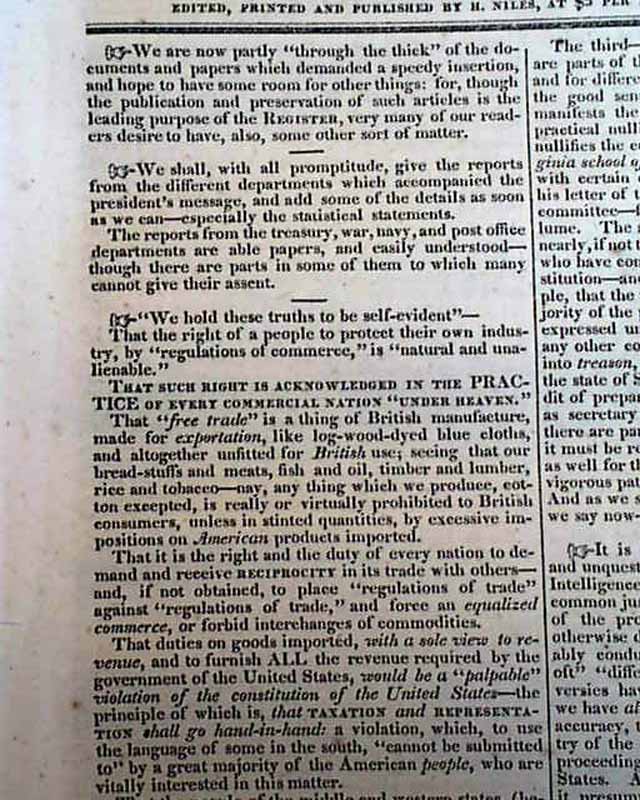 EDITED, PRINTED AND PUBLISHED BY H. NILES, AT $5 PER
☞-We are now partly "through the thick" of the do-
cuments and papers which demanded a speedy insertion,
and hope to have some room for other things: for, though
the publication and preservation of such articles is the
leading purpose of the REGISTER, very many of our read-
ers desire to have, also, some other sort of matter.
☞-We shall, with all promptitude, give the reports
from the different departments which accompanied the
president's message, and add some of the details as soon
as we can—especially the statistical statements.
The reports from the treasury, war, navy, and post office
departments are able papers, and easily understood—
though there are parts in some of them to which many
cannot give their assent.
☞-"We hold these truths to be self-evident"—
That the right of a people to protect their own indus-
try, by "regulations of commerce," is "natural and una-
lienable."
THAT SUCH RIGHT IS ACKNOWLEDGED IN THE PRAC-
TICE OF EVERY COMMERCIAL NATION "UNDER HEAVEN."
That "free trade" is a thing of British manufacture,
made for exportation, like log-wood-dyed blue cloths,
and altogether unfitted for British use; seeing that our
bread-stuffs and meats, fish and oil, timber and lumber,
rice and tobacco—nay, any thing which we produce, cot-
ton excepted, is really or virtually prohibited to British
consumers, unless in stinted quantities, by excessive im-
positions on American products imported.
That it is the right and the duty of every nation to de-
mand and receive RECIPROCITY in its trade with others—
and, if not obtained, to place "regulations of trade"
against "regulations of trade," and force an equalized
commerce, or forbid interchanges of commodities.
That duties on goods imported, with a sole view to re-
venue, and to furnish ALL the revenue required by the
government of the United States, would be a "palpable"
violation of the constitution of the United States—the
principle of which is, that TAXATION and REPRESENTA-
TION shall go hand-in-hand: a violation, which, to use
the language of some in the south, "cannot be submitted
to" by a great majority of the American people, who are
vitally interested in this matter.
The third—
are parts of
and for differe
the good sen
manifests the
practical null
nullifies the
ginia school of
with certain
his letter of
committee—
lume. The
nearly, if not
who have con
stitution—an
ple, that the
jority of the
expressed
any other co
into treason,
the state of S
dit of prepar
as secretary
there are par
it must be re
as well for
vigorous pat
And as we s
we say now—
☞-It is
and unquest
Intelligence
common ju
of the pro
otherwise d
ably condu
oft" "diffe
versies ha
we have al
accuracy,
try of the
proceeding
States. A
it presum